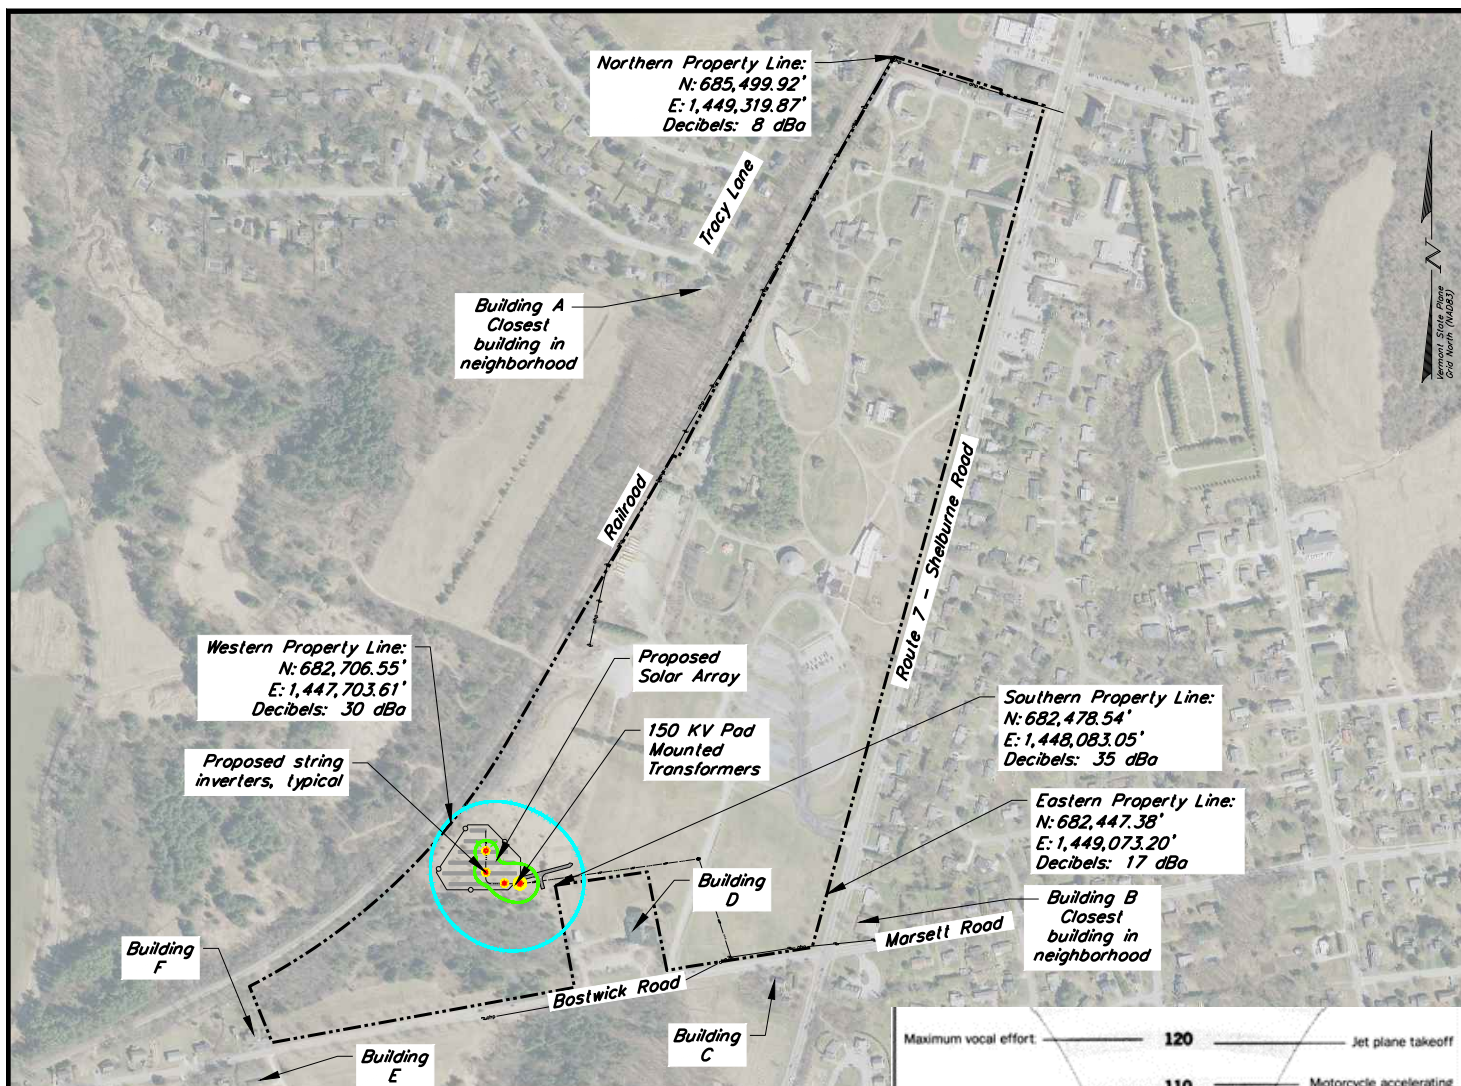 Northern Property Line:
N: 685,499.92'
E: 1,449,319.87'
Decibels: 8 dBa
Tracy Lane
Building A
Closest
building in
neighborhood
Vermont State Plane
Grid North (NAD83)
N
Railroad
Route 7 - Shelburne Road
Western Property Line:
N: 682,706.55'
E: 1,447,703.61'
Decibels: 30 dBa
Proposed
Solar Array
150 KV Pad
Mounted
Transformers
Proposed string
inverters, typical
Southern Property Line:
N: 682,478.54'
E: 1,448,083.05'
Decibels: 35 dBa
Eastern Property Line:
N: 682,447.38'
E: 1,449,073.20'
Decibels: 17 dBa
Building
D
Building B
Closest
building in
neighborhood
Marsett Road
Building
F
Bostwick Road
Building
C
Building
E
Maximum vocal effort
120
Jet plane takeoff
110
Motorcycle accelerating